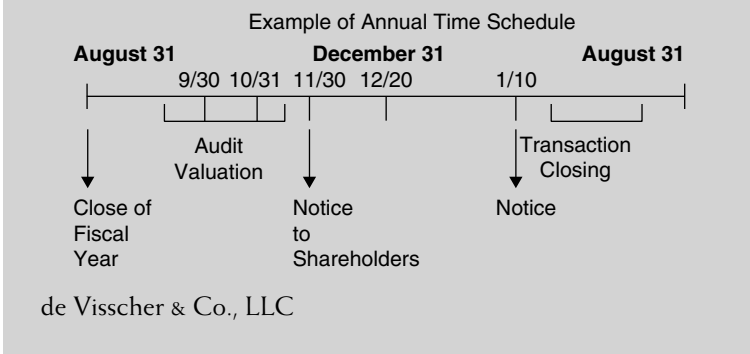 Example of Annual Time Schedule
August 31 December 31 August 31
9/30 10/31 11/30 12/20 1/10
Audit
Valuation
Transaction
Closing
Close of
Fiscal
Year
Notice
to
Shareholders
Notice
de Visscher & Co., LLC